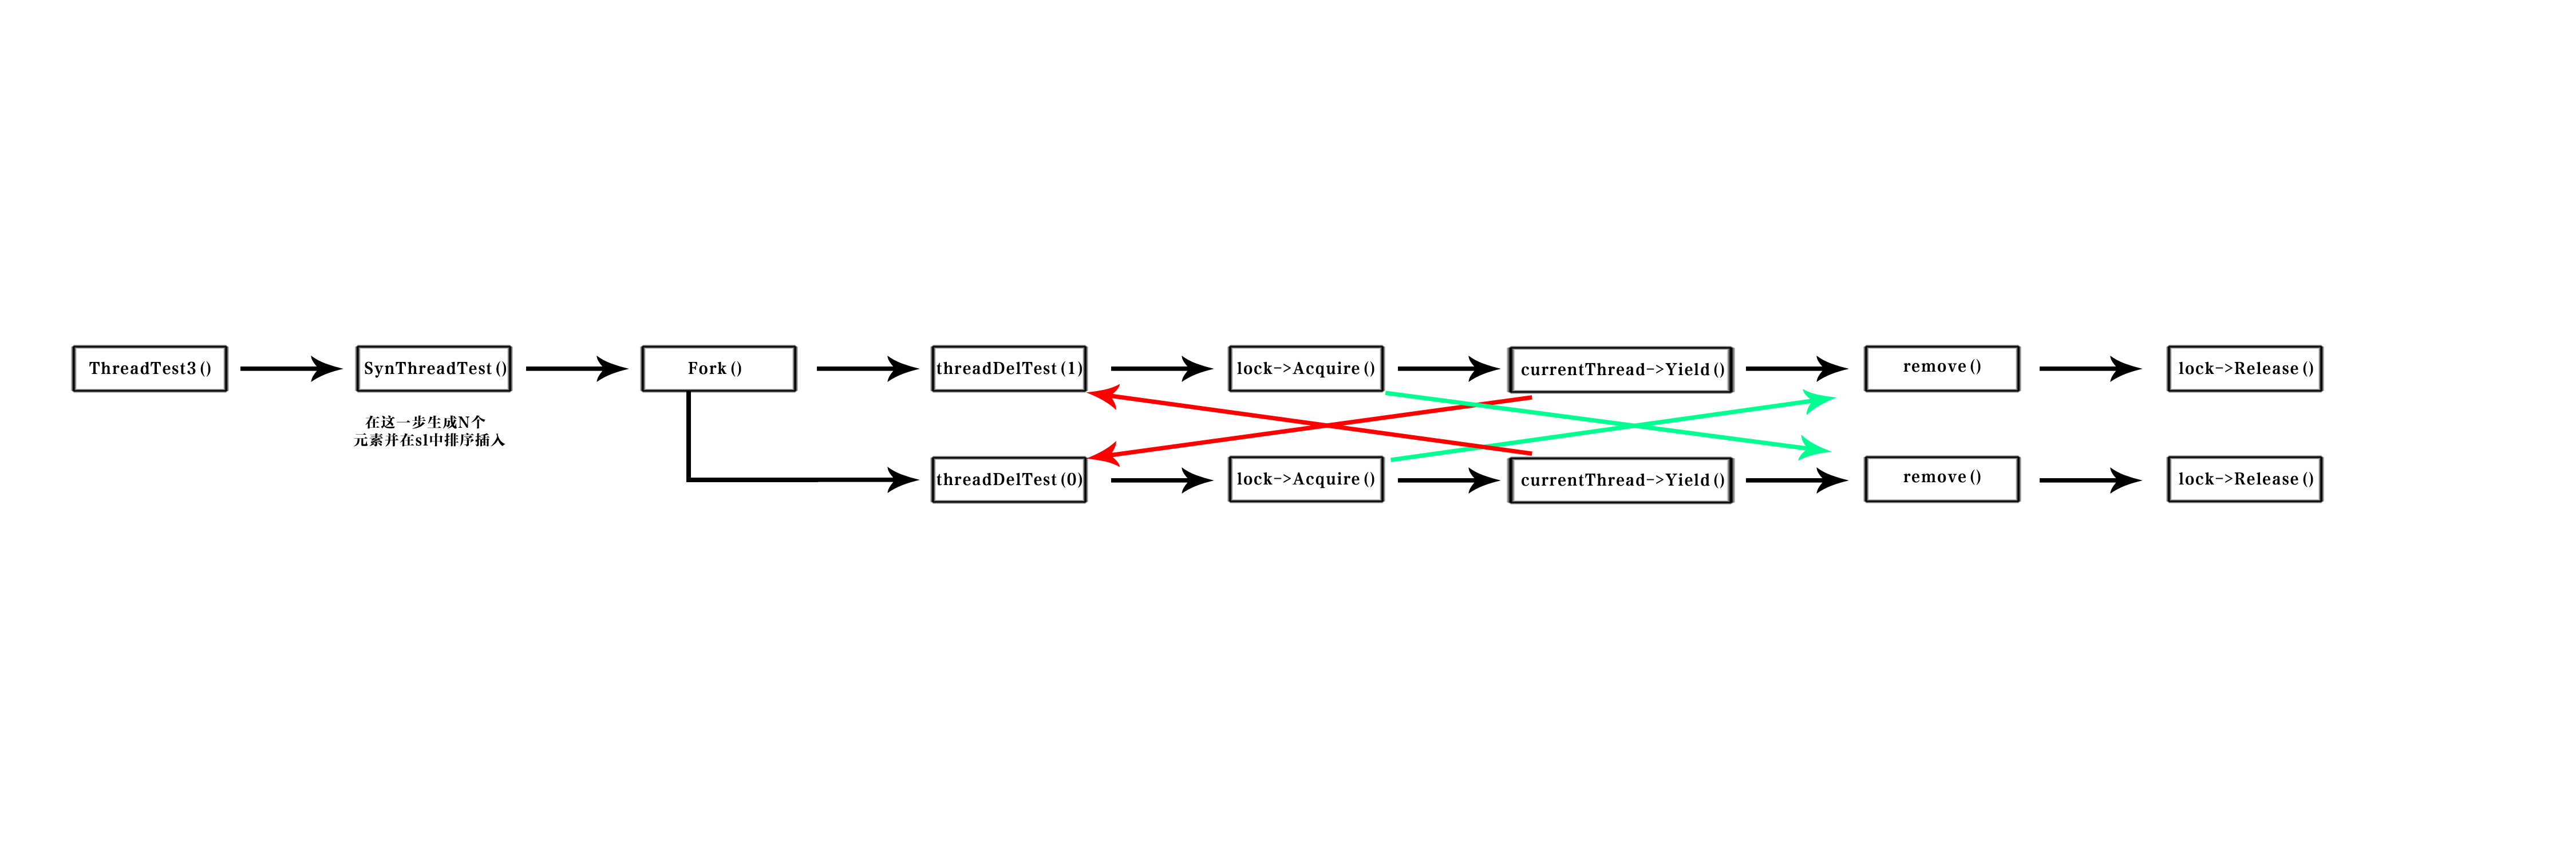 ThreadTest3()
SynThreadTest()
在这一步生成N个
元素并在sl中排序插入
Fork()
threadDelTest(1)
lock->Acquire()
currentThread->Yield()
remove()
lock->Release()
threadDelTest(0)
lock->Acquire()
currentThread->Yield()
remove()
lock->Release()